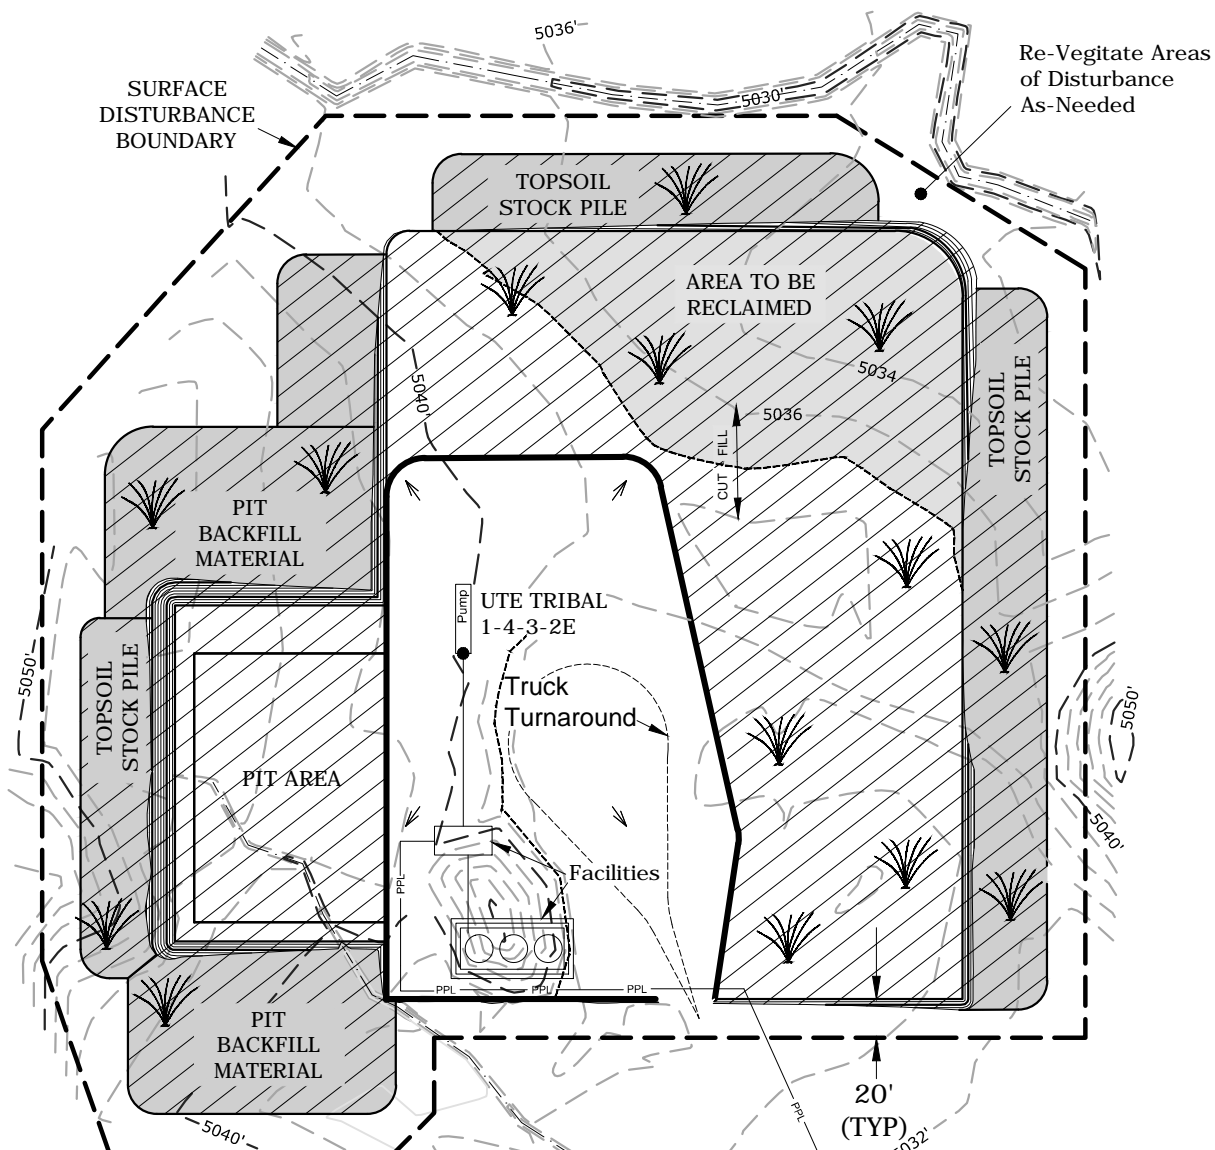 5036'
Re-Vegitate Areas
of Disturbance
As-Needed
SURFACE
DISTURBANCE
BOUNDARY
5030'
TOPSOIL
STOCK PILE
AREA TO BE
RECLAIMED
5034
5040'
5036
CUT
FILL
TOPSOIL
STOCK PILE
PIT
BACKFILL
MATERIAL
Pump
UTE TRIBAL
1-4-3-2E
5050'
TOPSOIL
STOCK PILE
Truck
Turnaround
5050'
PIT AREA
5040'
Facilities
PPL
PPL
PPL
PPL
PIT
BACKFILL
MATERIAL
20'
(TYP)
PPL
5040'
5032'